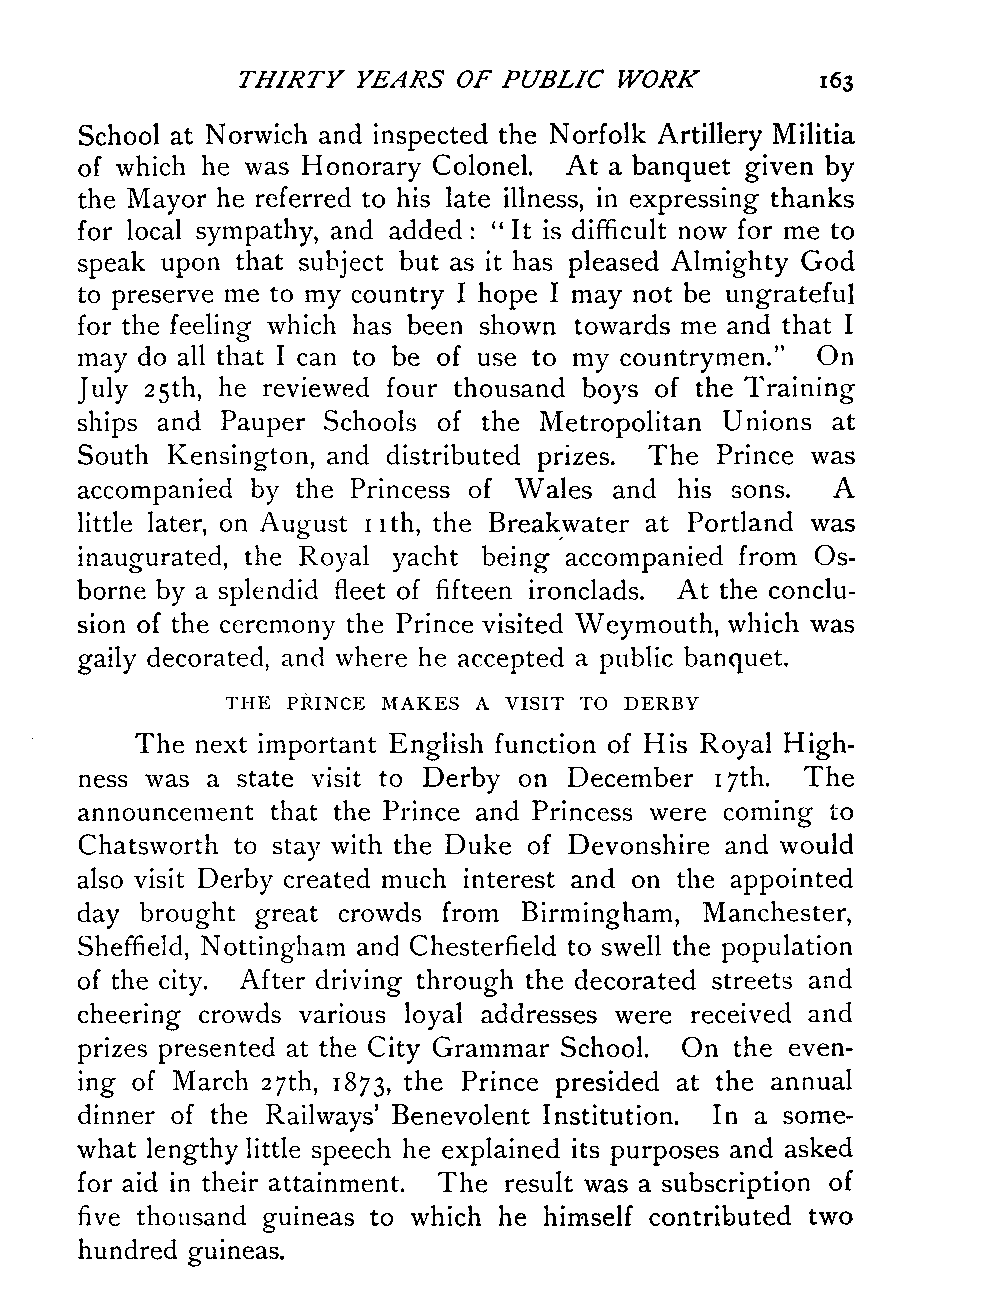 THIRTY YEARS OF PUBLIC WORK 163
School at Norwich and inspected the Norfolk Artillery Militia
of which he was Honorary Colonel. At a banquet given by
the Mayor he referred to his late illness, in expressing thanks
for local sympathy, and added: "It is difficult now for me to
speak upon that subject but as it has pleased Almighty God
to preserve me to my country I hope I may not be ungrateful
for the feeling which has been shown towards me and that I
may do all that I can to be of use to my countrymen." On
July 25th, he reviewed four thousand boys of the Training
ships and Pauper Schools of the Metropolitan Unions at
South Kensington, and distributed prizes. The Prince was
accompanied by the Princess of Wales and his sons. A
little later, on August 11th, the Breakwater at Portland was
inaugurated, the Royal yacht being accompanied from Os-
borne by a splendid fleet of fifteen ironclads. At the conclu-
sion of the ceremony the Prince visited Weymouth, which was
gaily decorated, and where he accepted a public banquet.
THE PRINCE MAKES A VISIT TO DERBY
The next important English function of His Royal High-
ness was a state visit to Derby on December 17th. The
announcement that the Prince and Princess were coming to
Chatsworth to stay with the Duke of Devonshire and would
also visit Derby created much interest and on the appointed
day brought great crowds from Birmingham, Manchester,
Sheffield, Nottingham and Chesterfield to swell the population
of the city. After driving through the decorated streets and
cheering crowds various loyal addresses were received and
prizes presented at the City Grammar School. On the even-
ing of March 27th, 1873, the Prince presided at the annual
dinner of the Railways' Benevolent Institution. In a some-
what lengthy little speech he explained its purposes and asked
for aid in their attainment. The result was a subscription of
five thousand guineas to which he himself contributed two
hundred guineas.